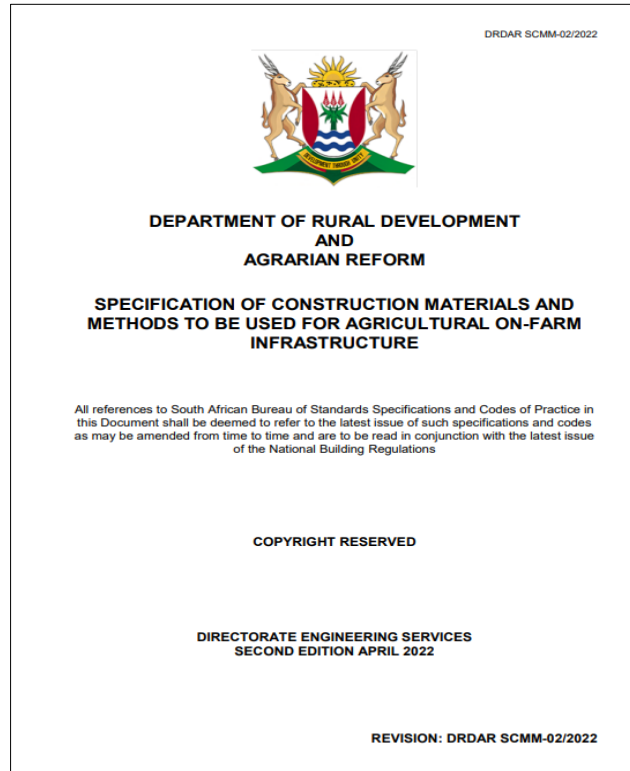 DRDAR SCMM-02/2022
DEVELOPMENT THROUGH UNITY
DEPARTMENT OF RURAL DEVELOPMENT
AND
AGRARIAN REFORM
SPECIFICATION OF CONSTRUCTION MATERIALS AND
METHODS TO BE USED FOR AGRICULTURAL ON-FARM
INFRASTRUCTURE
All references to South African Bureau of Standards Specifications and Codes of Practice in
this Document shall be deemed to refer to the latest issue of such specifications and codes
as may be amended from time to time and are to be read in conjunction with the latest issue
of the National Building Regulations
COPYRIGHT RESERVED
DIRECTORATE ENGINEERING SERVICES
SECOND EDITION APRIL 2022
REVISION: DRDAR SCMM-02/2022